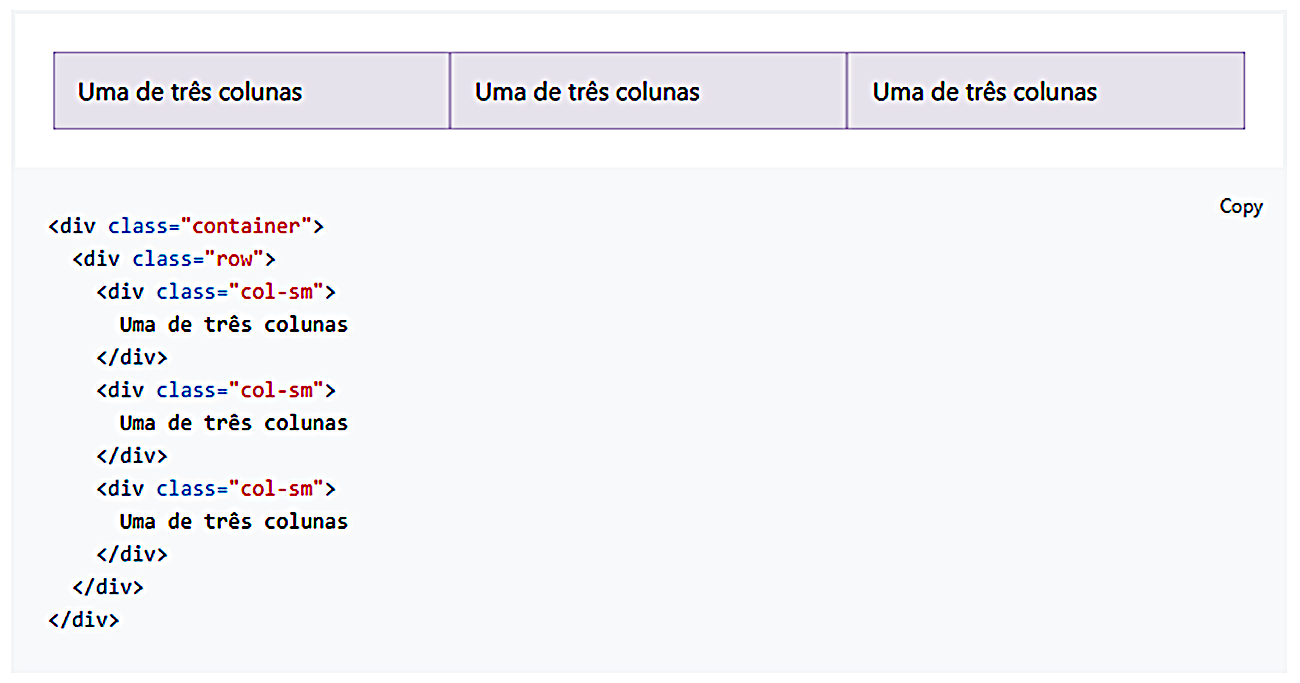 Uma de três colunas Uma de três colunas Uma de três colunas
Copy
<div class="container">
  <div class="row">
    <div class="col-sm">
      Uma de três colunas
    </div>
    <div class="col-sm">
      Uma de três colunas
    </div>
    <div class="col-sm">
      Uma de três colunas
    </div>
  </div>
</div>